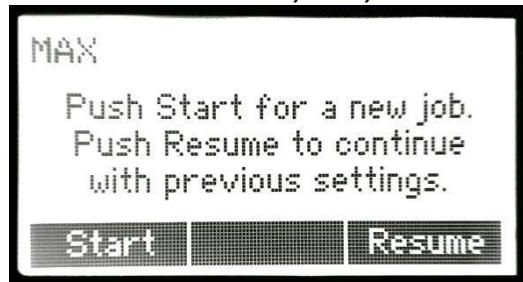 MAX
Push Start for a new job.
Push Resume to continue
with previous settings.
Start Resume